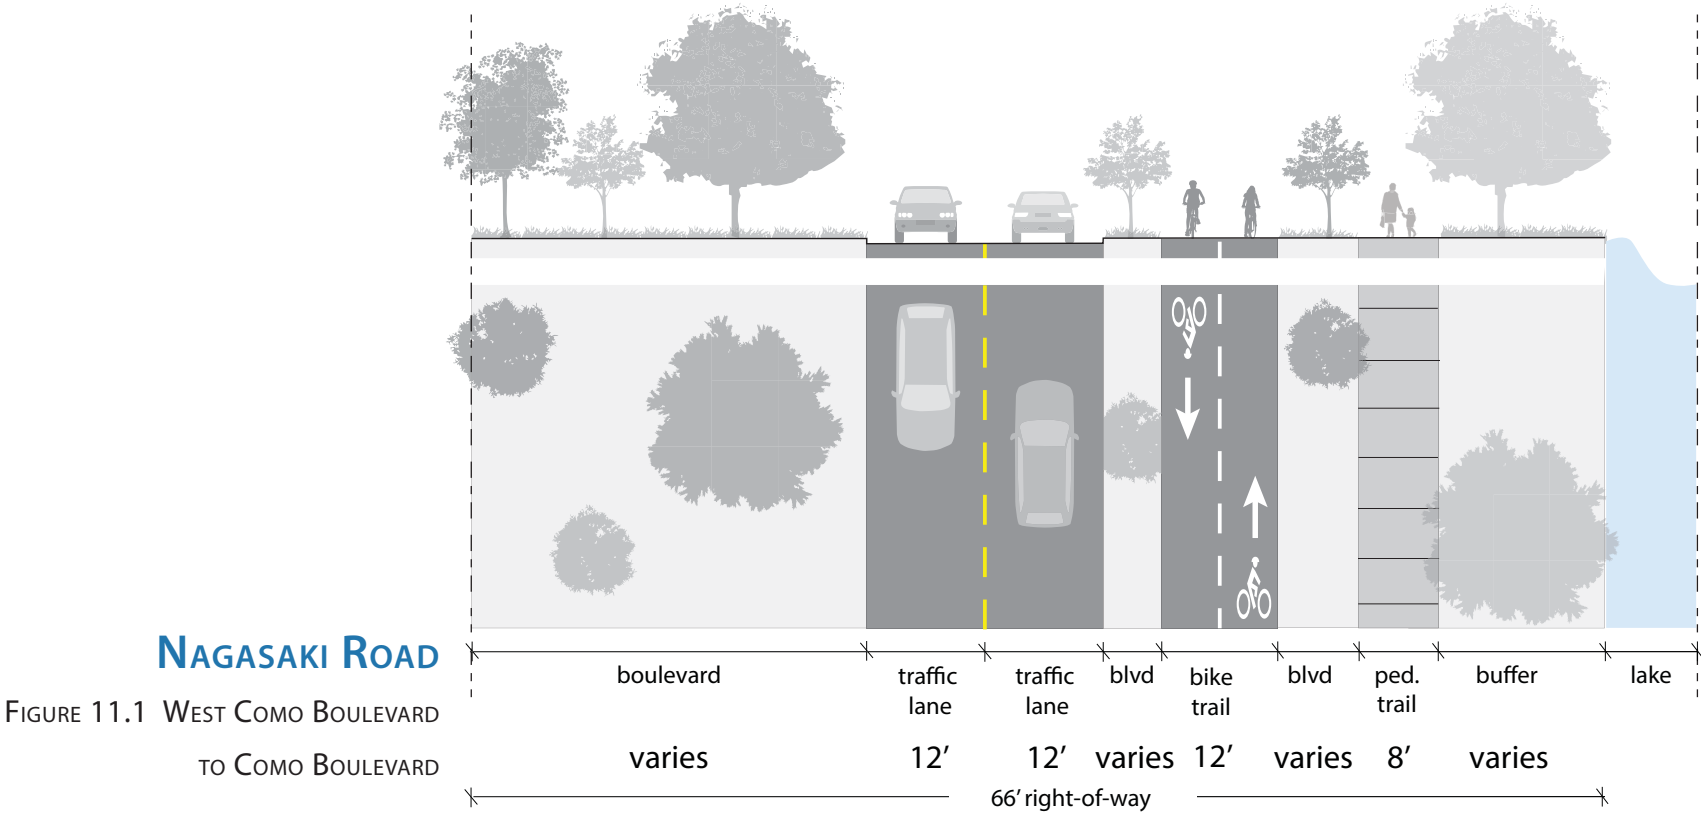 NAGASAKI ROAD
FIGURE 11.1 WEST COMO BOULEVARD
TO COMO BOULEVARD
boulevard
traffic
lane
traffic
lane
blvd
bike
trail
blvd
ped.
trail
buffer
lake
varies
12’
12’
varies
12’
varies
8’
varies
66’ right-of-way